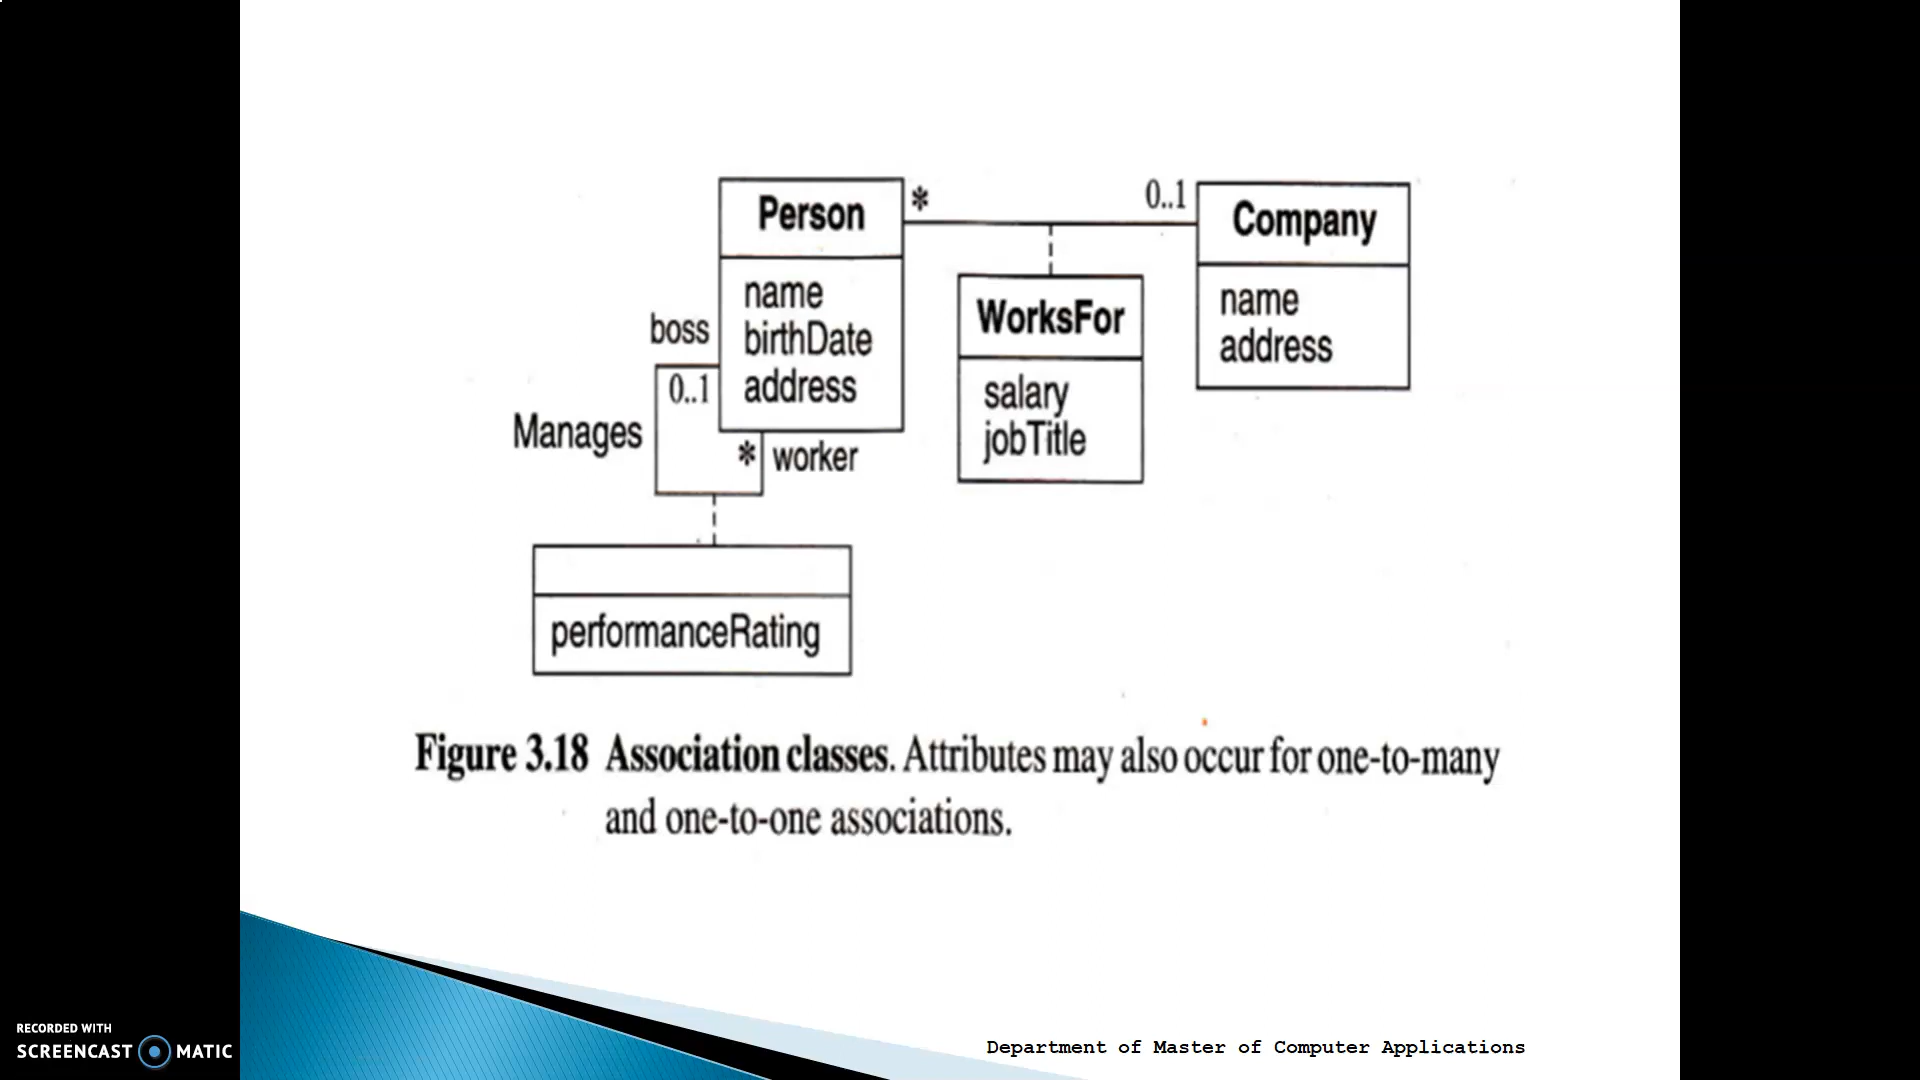 Person
name
birthDate
address
*
0..1
Company
name
address
WorksFor
salary
jobTitle
boss
0..1
Manages
* worker
performanceRating
Figure 3.18 Association classes. Attributes may also occur for one-to-many
and one-to-one associations.
RECORDED WITH
SCREENCAST MATIC
Department of Master of Computer Applications